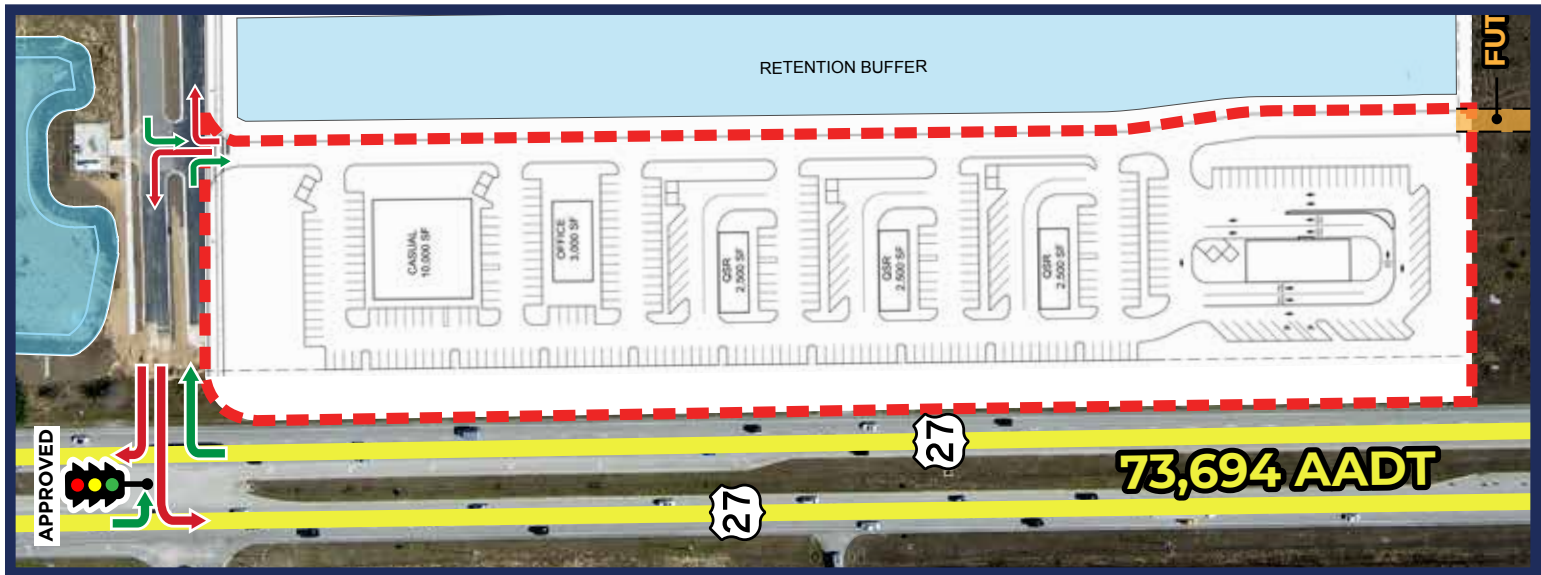 FUT
RETENTION BUFFER
CASUAL
10,000 SF
OFFICE
3,000 SF
QSR
2,500 SF
QSR
2,500 SF
QSR
2,500 SF
27
73,694 AADT
APPROVED
27